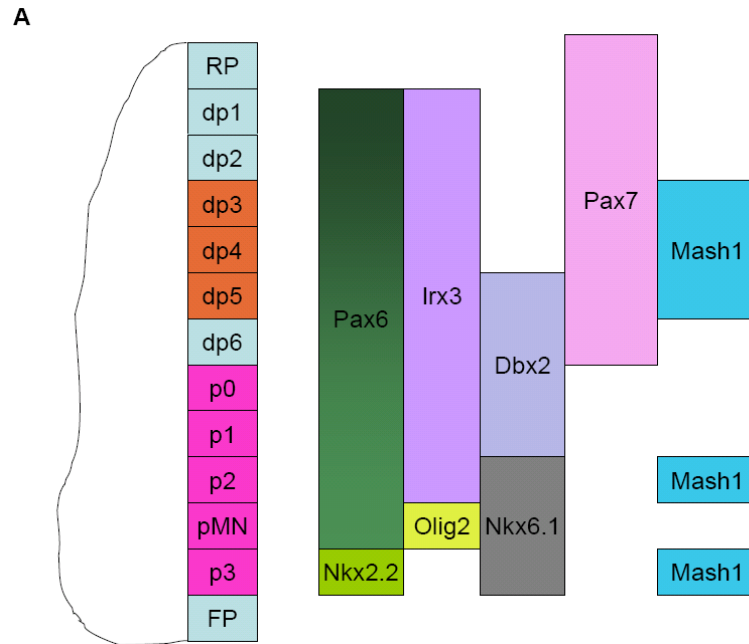 A
RP
dp1
dp2
dp3
dp4
dp5
dp6
p0
p1
p2
pMN
p3
FP
Pax6
Nkx2.2
Irx3
Olig2
Dbx2
Nkx6.1
Pax7
Mash1
Mash1
Mash1